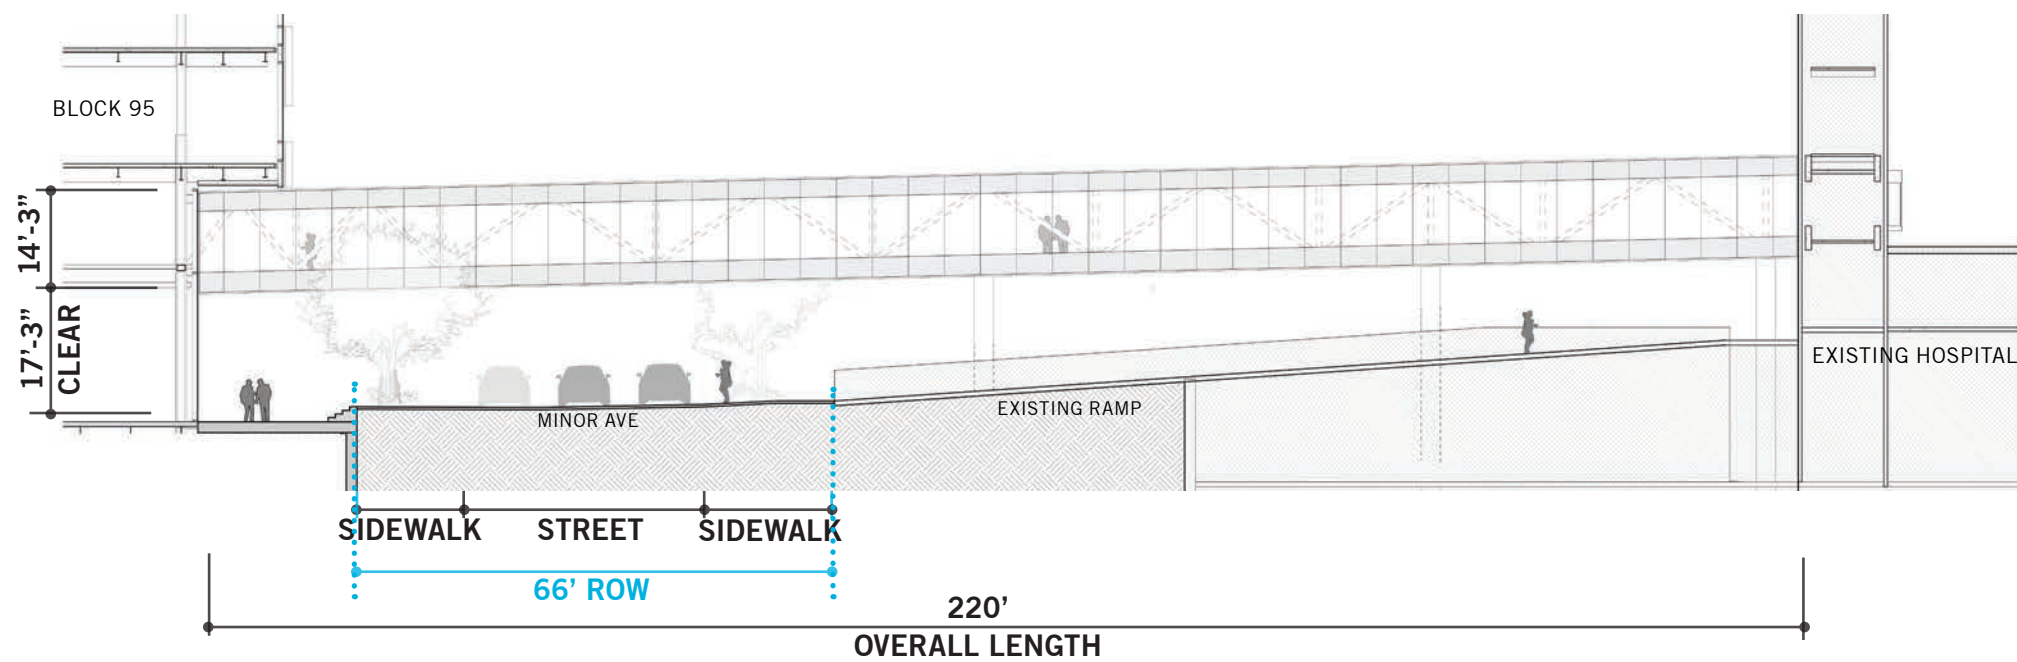 BLOCK 95
14’-3”
17’-3”
CLEAR
MINOR AVE
EXISTING RAMP
EXISTING HOSPITAL
SIDEWALK
STREET
SIDEWALK
66’ ROW
220’
OVERALL LENGTH